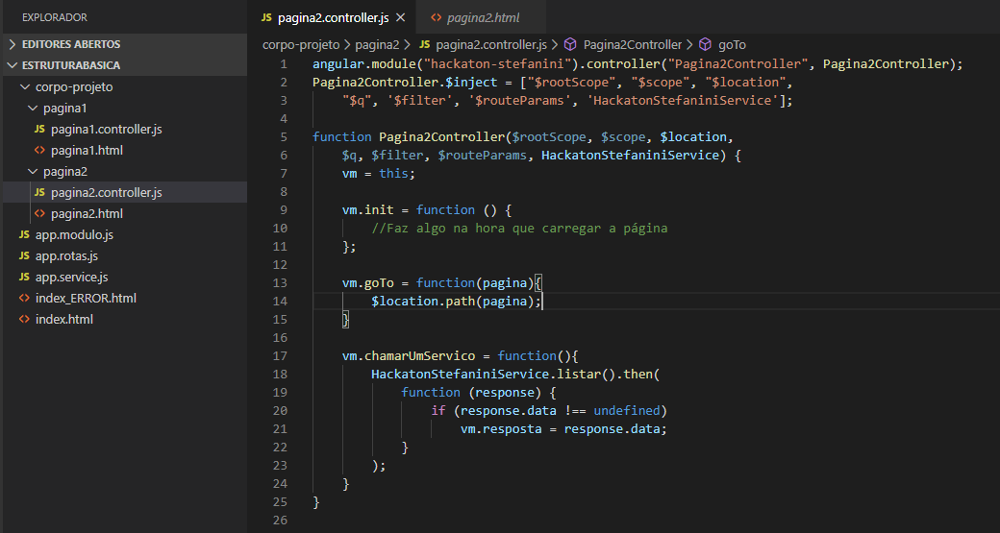 EXPLORADOR
EDITORES ABERTOS
ESTRUTURABASICA
corpo-projeto
pagina1
JS pagina1.controller.js
<> pagina1.html
pagina2
JS pagina2.controller.js
<> pagina2.html
JS app.modulo.js
JS app.rotas.js
JS app.service.js
<> index_ERROR.html
<> index.html
JS pagina2.controller.js × <> pagina2.html
corpo-projeto > pagina2 > JS pagina2.controller.js > Pagina2Controller > goTo
1 angular.module("hackaton-stefanini").controller("Pagina2Controller", Pagina2Controller);
2 Pagina2Controller.$inject = ["$rootScope", "$scope", "$location",
3     "$q", '$filter', '$routeParams', 'HackatonStefaniniService'];
4
5 function Pagina2Controller($rootScope, $scope, $location,
6     $q, $filter, $routeParams, HackatonStefaniniService) {
7     vm = this;
8
9     vm.init = function () {
10         //Faz algo na hora que carregar a página
11     };
12
13     vm.goTo = function(pagina){
14         $location.path(pagina);
15     }
16
17     vm.chamarUmServico = function(){
18         HackatonStefaniniService.listar().then(
19             function (response) {
20                 if (response.data !== undefined)
21                     vm.resposta = response.data;
22             }
23         );
24     }
25 }
26